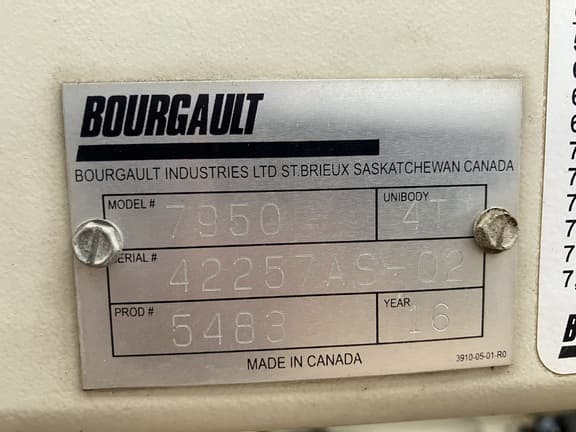 BOURGAULT
BOURGAULT INDUSTRIES LTD ST.BRIEUX SASKATCHEWAN CANADA
MODEL # 7950 UNIBODY 4T
ERIAL # 42257AS-02
PROD # 5483 YEAR 16
MADE IN CANADA 3910-05-01-R0